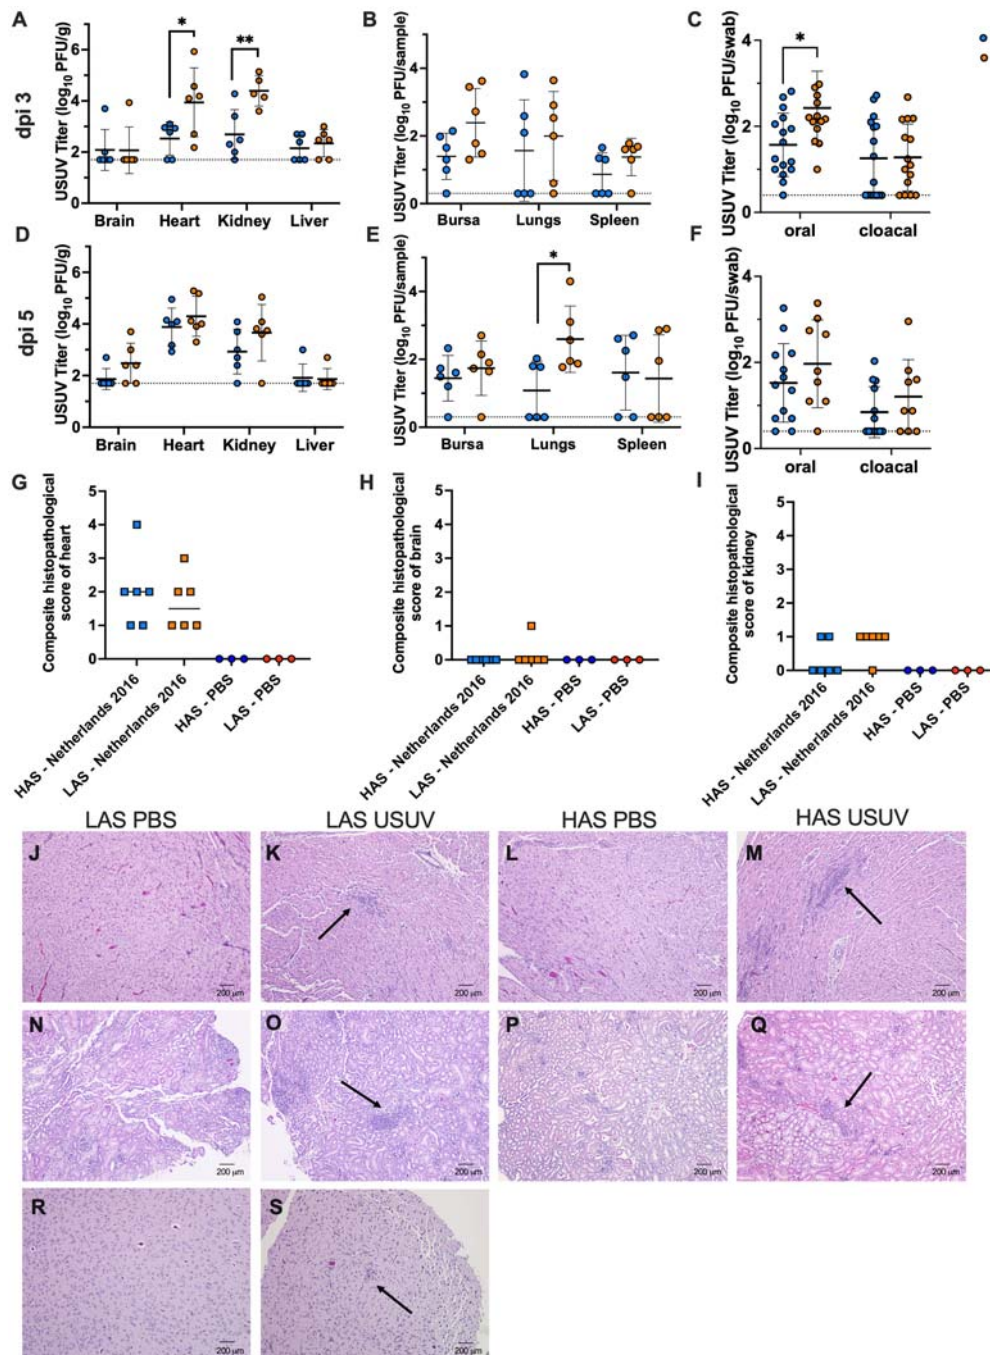 A
B
C
dpi 3
USUV Titer (log10 PFU/g)
6
4
2
0
*
**
Brain Heart Kidney Liver
USUV Titer (log10 PFU/sample)
4
2
0
Bursa Lungs Spleen
USUV Titer (log10 PFU/swab)
4
2
0
*
oral cloacal
D
E
F
dpi 5
USUV Titer (log10 PFU/g)
6
4
2
0
Brain Heart Kidney Liver
USUV Titer (log10 PFU/sample)
4
2
0
*
Bursa Lungs Spleen
USUV Titer (log10 PFU/swab)
4
2
0
oral cloacal
G
Composite histopathological
score of heart
5
4
3
2
1
0
HAS - Netherlands 2016
LAS - Netherlands 2016
HAS - PBS
LAS - PBS
H
Composite histopathological
score of brain
5
4
3
2
1
0
HAS - Netherlands 2016
LAS - Netherlands 2016
HAS - PBS
LAS - PBS
I
Composite histopathological
score of kidney
5
4
3
2
1
0
HAS - Netherlands 2016
LAS - Netherlands 2016
HAS - PBS
LAS - PBS
LAS PBS LAS USUV HAS PBS HAS USUV
J K L M
200 µm 200 µm 200 µm 200 µm
N O P Q
200 µm 200 µm 200 µm 200 µm
R S
200 µm 200 µm